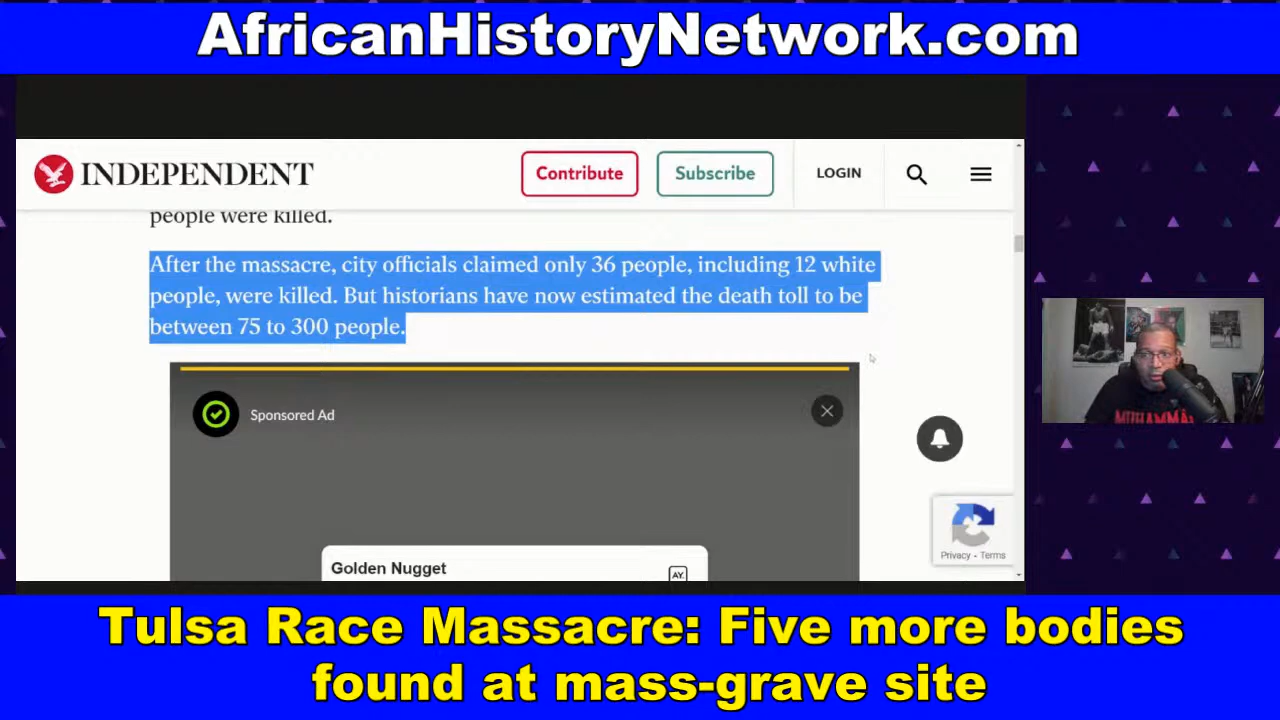 AfricanHistoryNetwork.com
INDEPENDENT
Contribute
Subscribe
LOGIN
people were killed.
After the massacre, city officials claimed only 36 people, including 12 white
people, were killed. But historians have now estimated the death toll to be
between 75 to 300 people.
Sponsored Ad
Golden Nugget
AY.
Privacy - Terms
MUHAMMAD
Tulsa Race Massacre: Five more bodies
found at mass-grave site